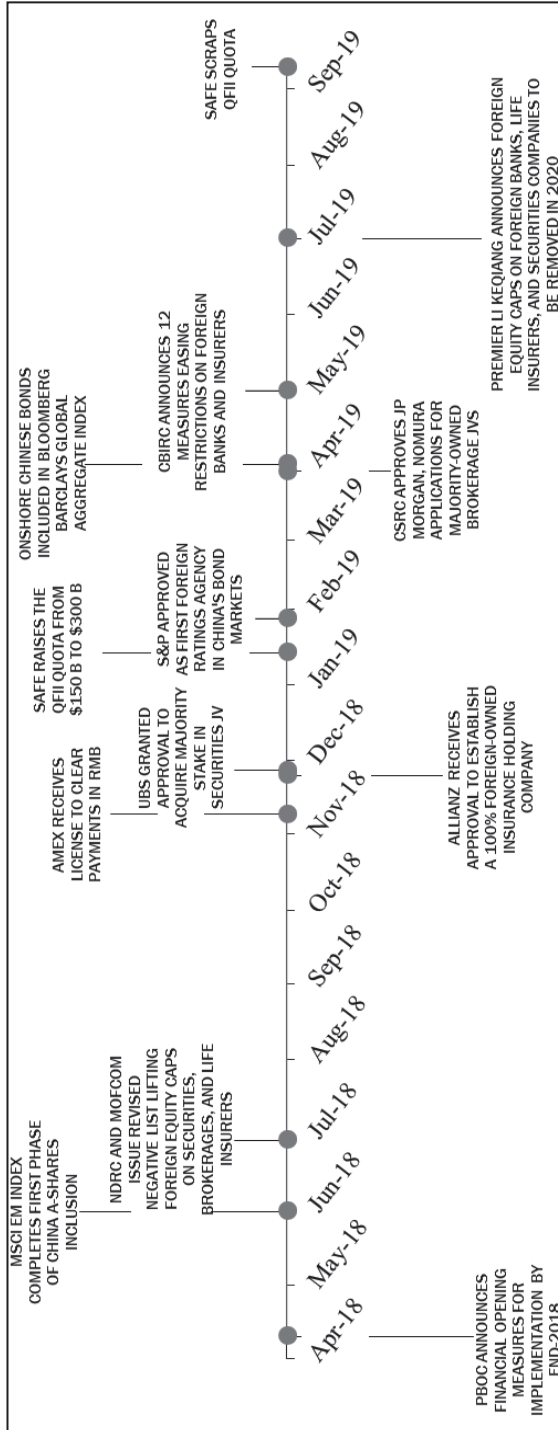 MSCI EM INDEX
COMPLETES FIRST PHASE
OF CHINA A-SHARES
INCLUSION
NDRC AND MOFCOM
ISSUE REVISED
NEGATIVE LIST LIFTING
FOREIGN EQUITY CAPS
ON SECURITIES,
BROKERAGES, AND LIFE
INSURERS
AMEX RECEIVES
LICENSE TO CLEAR
PAYMENTS IN RMB
UBS GRANTED
APPROVAL TO
ACQUIRE MAJORITY
STAKE IN
SECURITIES JV
SAFE RAISES THE
QFII QUOTA FROM
$150 B TO $300 B
S&P APPROVED
AS FIRST FOREIGN
RATINGS AGENCY
IN CHINA'S BOND
MARKETS
ONSHORE CHINESE BONDS
INCLUDED IN BLOOMBERG
BARCLAYS GLOBAL
AGGREGATE INDEX
CBIRC ANNOUNCES 12
MEASURES EASING
RESTRICTIONS ON FOREIGN
BANKS AND INSURERS
SAFE SCRAPS
QFII QUOTA
Apr-18
May-18
Jun-18
Jul-18
Aug-18
Sep-18
Oct-18
Nov-18
Dec-18
Jan-19
Feb-19
Mar-19
Apr-19
May-19
Jun-19
Jul-19
Aug-19
Sep-19
PBOC ANNOUNCES
FINANCIAL OPENING
MEASURES FOR
IMPLEMENTATION BY
END-2018
ALLIANZ RECEIVES
APPROVAL TO ESTABLISH
A 100% FOREIGN-OWNED
INSURANCE HOLDING
COMPANY
CSRC APPROVES JP
MORGAN, NOMURA
APPLICATIONS FOR
MAJORITY-OWNED
BROKERAGE JVS
PREMIER LI KEQIANG ANNOUNCES FOREIGN
EQUITY CAPS ON FOREIGN BANKS, LIFE
INSURERS, AND SECURITIES COMPANIES TO
BE REMOVED IN 2020